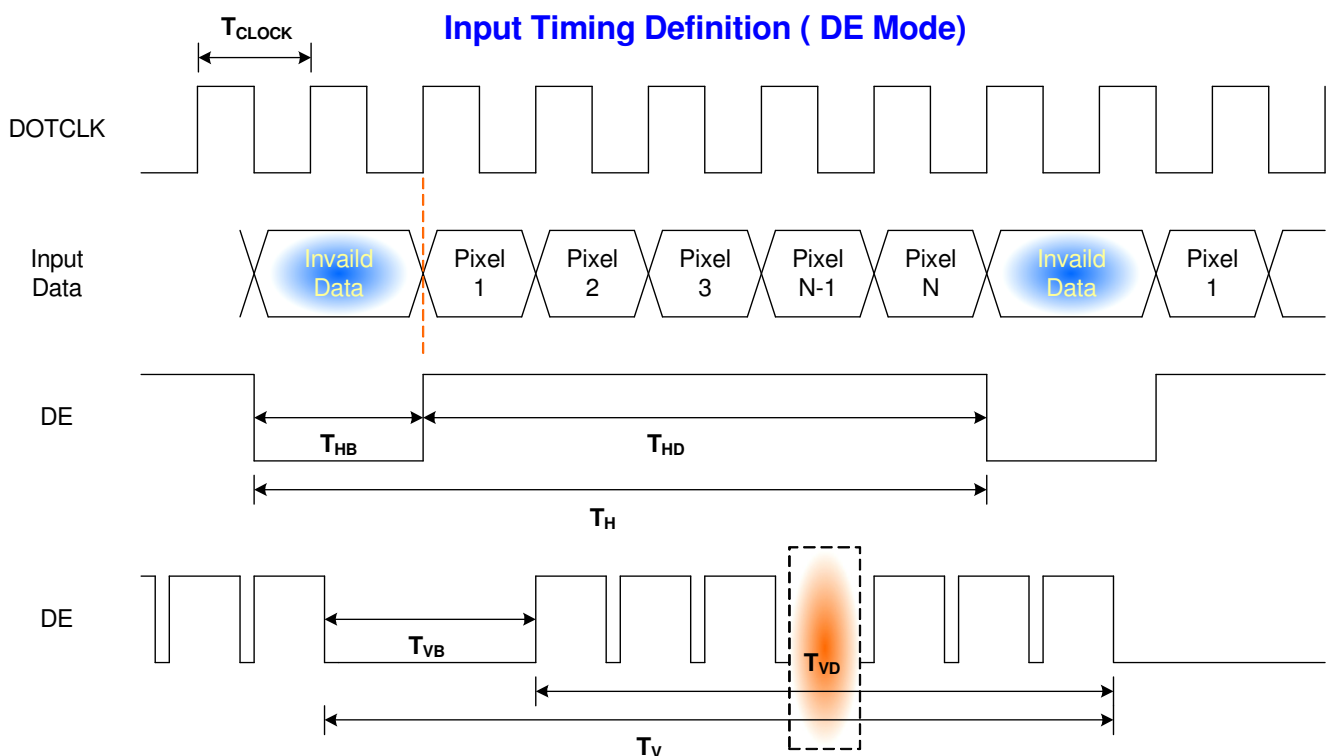 Input Timing Definition ( DE Mode)
TCLOCK
DOTCLK
Input
Data
Invaild
Data
Pixel
1
Pixel
2
Pixel
3
Pixel
N-1
Pixel
N
Invaild
Data
Pixel
1
DE
THB
THD
TH
DE
TVB
TVD
TV